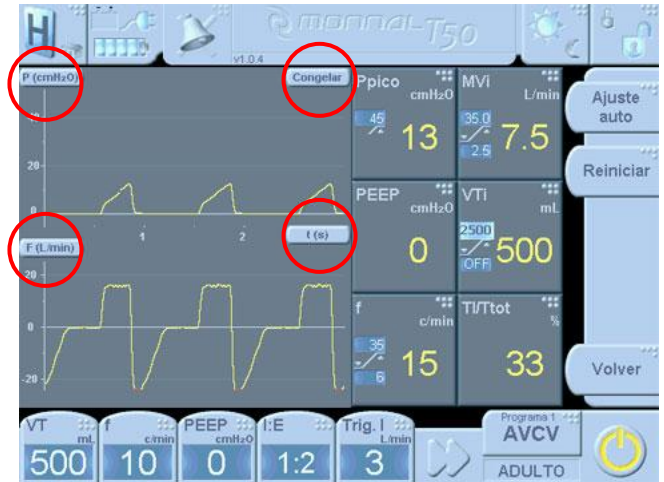 H
monnal T50
v1.0.4
P (cmH₂O)
Congelar
40
20
0
1
2
t (s)
F (L/min)
20
0
-20
Ppico
cmH₂O
45
13
MVi
L/min
35.0
2.5
7.5
PEEP
cmH₂O
0
VTi
mL
2500
OFF
500
f
c/min
35
6
15
TI/Ttot
%
33
Ajuste
auto
Reiniciar
Volver
VT
mL
500
f
c/min
10
PEEP
cmH₂O
0
I:E
1:2
Trig. I
L/min
3
Programa 1
AVCV
ADULTO